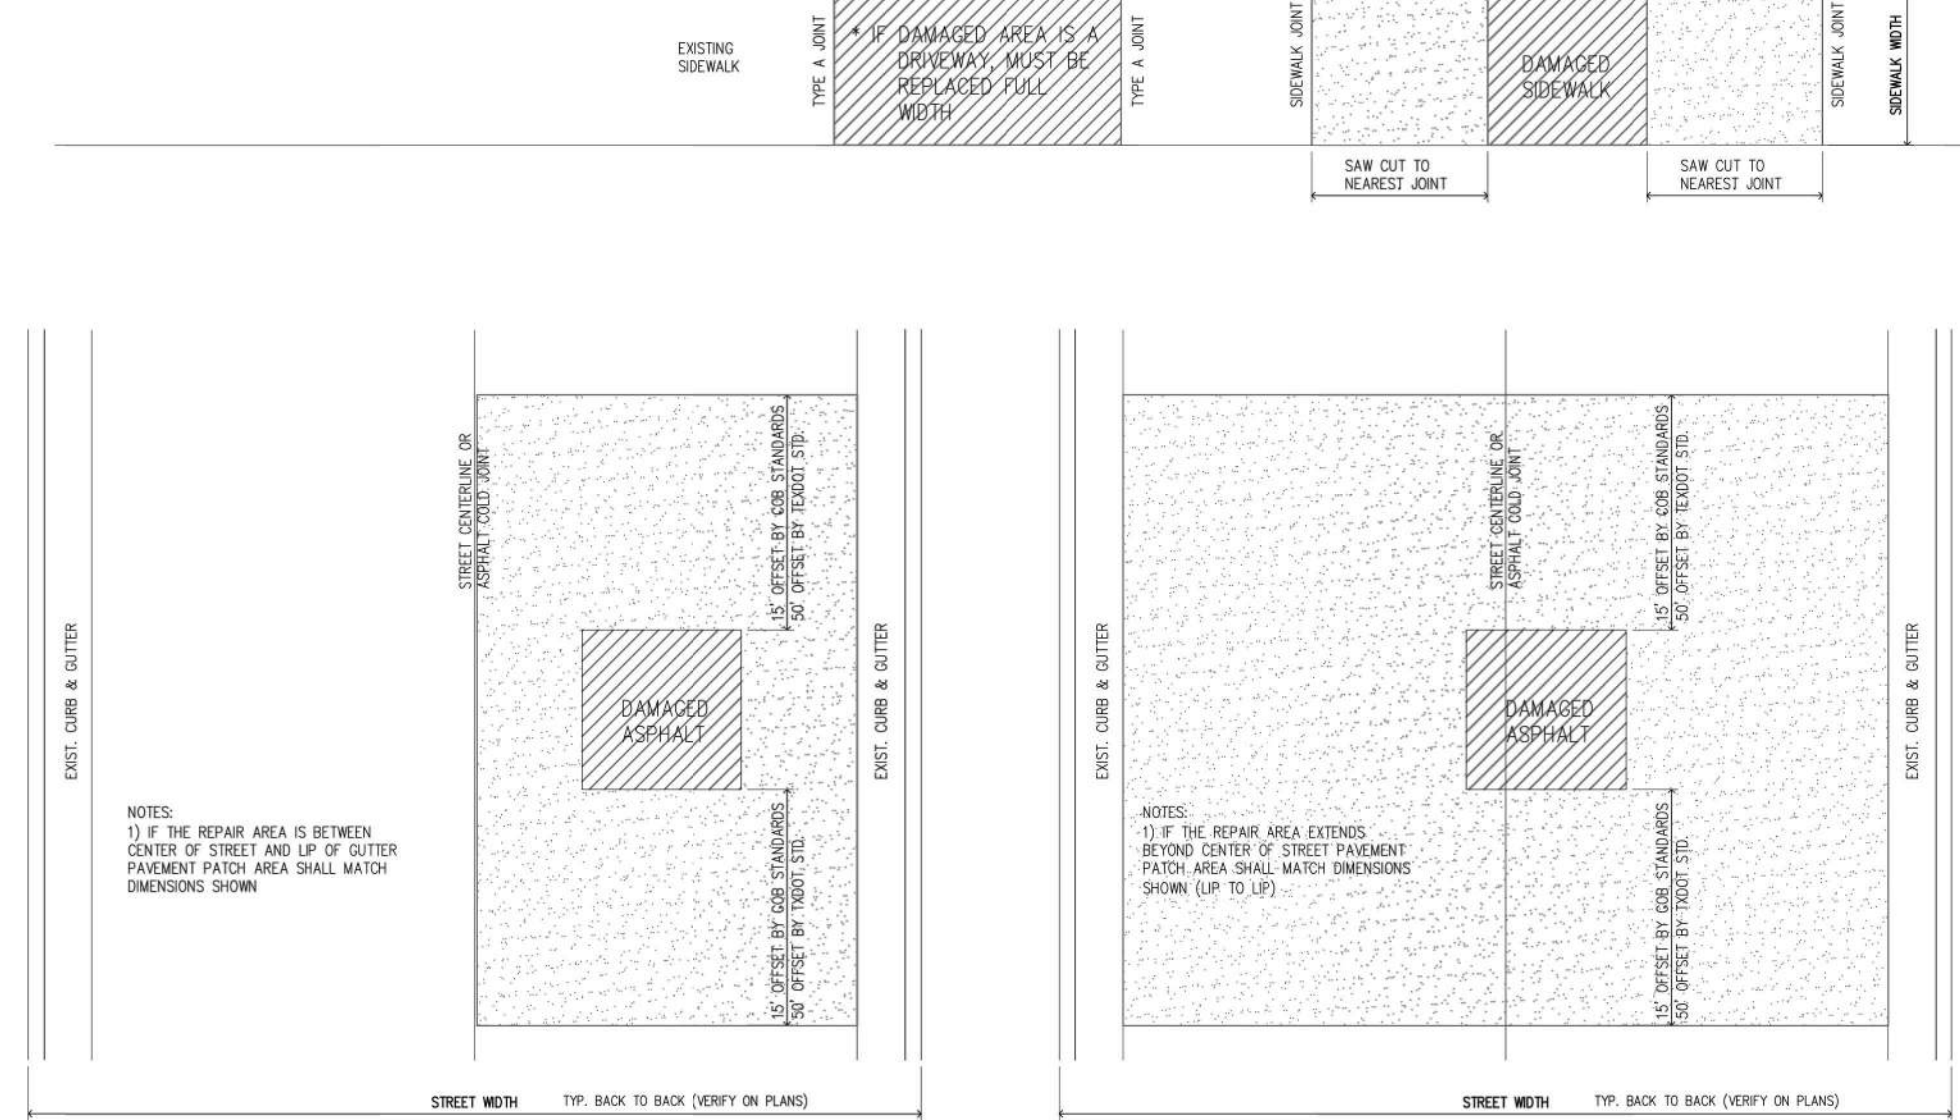 EXISTING
SIDEWALK
TYPE A JOINT
* IF DAMAGED AREA IS A
DRIVEWAY, MUST BE
REPLACED FULL
WIDTH
TYPE A JOINT
SIDEWALK JOINT
DAMAGED
SIDEWALK
SIDEWALK JOINT
SIDEWALK WIDTH
SAW CUT TO
NEAREST JOINT
SAW CUT TO
NEAREST JOINT
EXIST. CURB & GUTTER
STREET CENTERLINE OR
ASPHALT COLD JOINT
15' OFFSET BY COB STANDARDS
50' OFFSET BY TEXDOT STD.
DAMAGED
ASPHALT
EXIST. CURB & GUTTER
NOTES:
1) IF THE REPAIR AREA IS BETWEEN
CENTER OF STREET AND LIP OF GUTTER
PAVEMENT PATCH AREA SHALL MATCH
DIMENSIONS SHOWN
15' OFFSET BY COB STANDARDS
50' OFFSET BY TXDOT STD.
STREET WIDTH TYP. BACK TO BACK (VERIFY ON PLANS)
EXIST. CURB & GUTTER
STREET CENTERLINE OR
ASPHALT COLD JOINT
15' OFFSET BY COB STANDARDS
50' OFFSET BY TEXDOT STD.
DAMAGED
ASPHALT
EXIST. CURB & GUTTER
NOTES:
1) IF THE REPAIR AREA EXTENDS
BEYOND CENTER OF STREET PAVEMENT
PATCH AREA SHALL MATCH DIMENSIONS
SHOWN (LIP TO LIP)
15' OFFSET BY COB STANDARDS
50' OFFSET BY TXDOT STD.
STREET WIDTH TYP. BACK TO BACK (VERIFY ON PLANS)